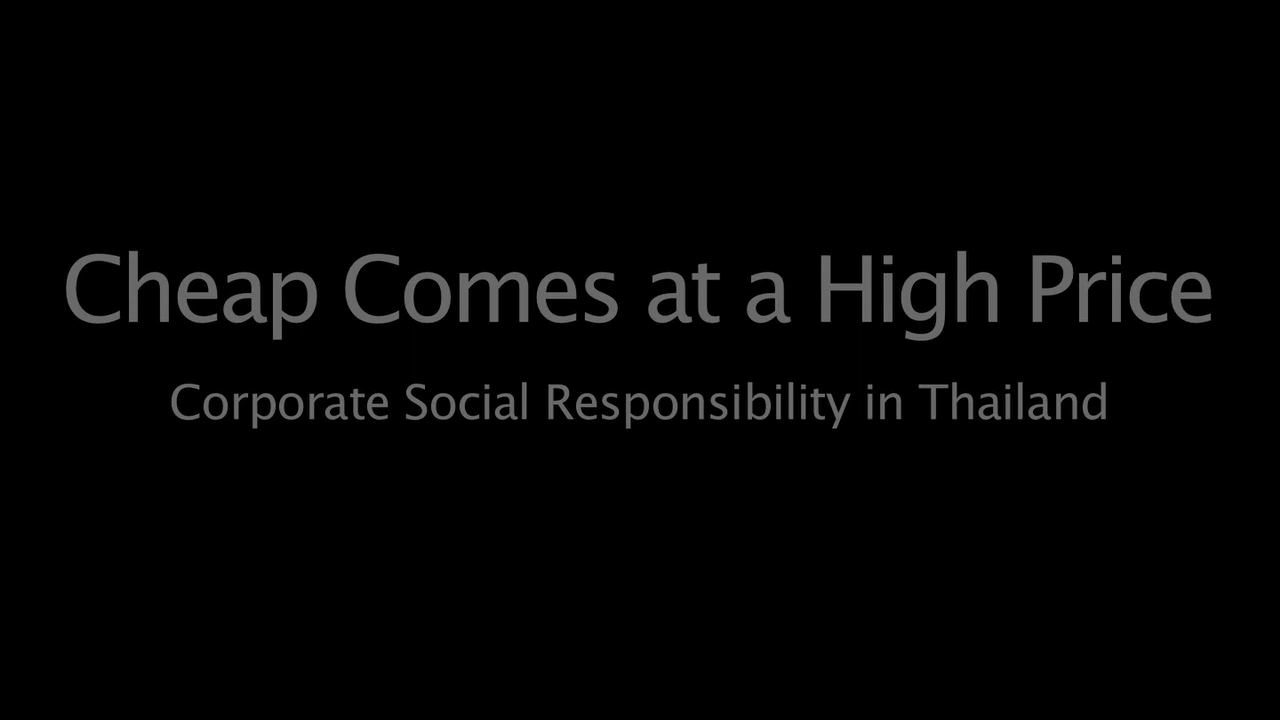 Cheap Comes at a High Price
Corporate Social Responsibility in Thailand